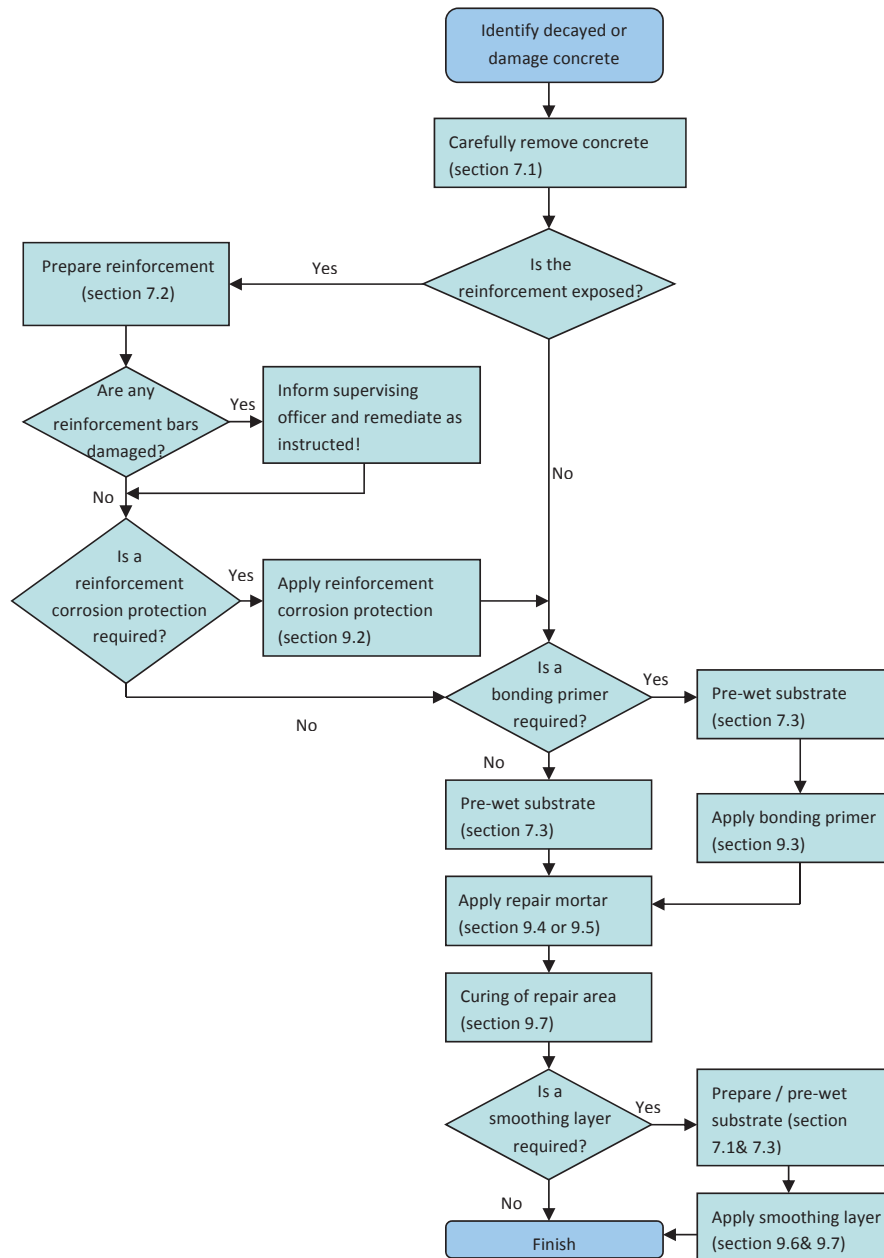 Identify decayed or
damage concrete
Carefully remove concrete
(section 7.1)
Is the
reinforcement exposed?
Yes
Prepare reinforcement
(section 7.2)
Are any
reinforcement bars
damaged?
Yes
Inform supervising
officer and remediate as
instructed!
No
No
Is a
reinforcement
corrosion protection
required?
Yes
Apply reinforcement
corrosion protection
(section 9.2)
No
Is a
bonding primer
required?
Yes
Pre-wet substrate
(section 7.3)
No
Pre-wet substrate
(section 7.3)
Apply bonding primer
(section 9.3)
Apply repair mortar
(section 9.4 or 9.5)
Curing of repair area
(section 9.7)
Is a
smoothing layer
required?
Yes
Prepare / pre-wet
substrate (section
7.1& 7.3)
No
Apply smoothing layer
(section 9.6& 9.7)
Finish